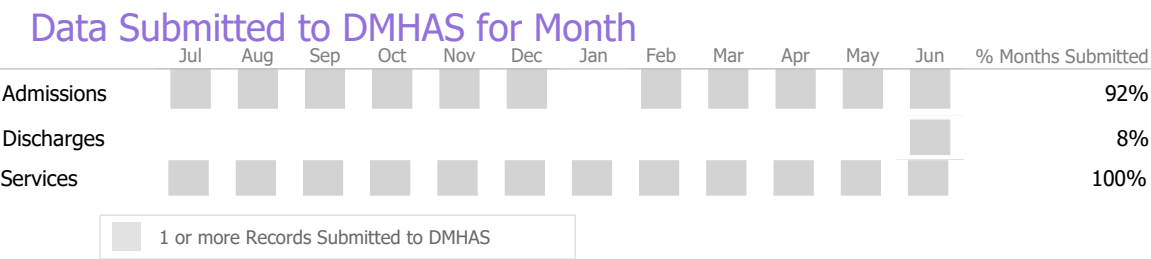 Data Submitted to DMHAS for Month
Jul Aug Sep Oct Nov Dec Jan Feb Mar Apr May Jun % Months Submitted
Admissions 92%
Discharges 8%
Services 100%
1 or more Records Submitted to DMHAS